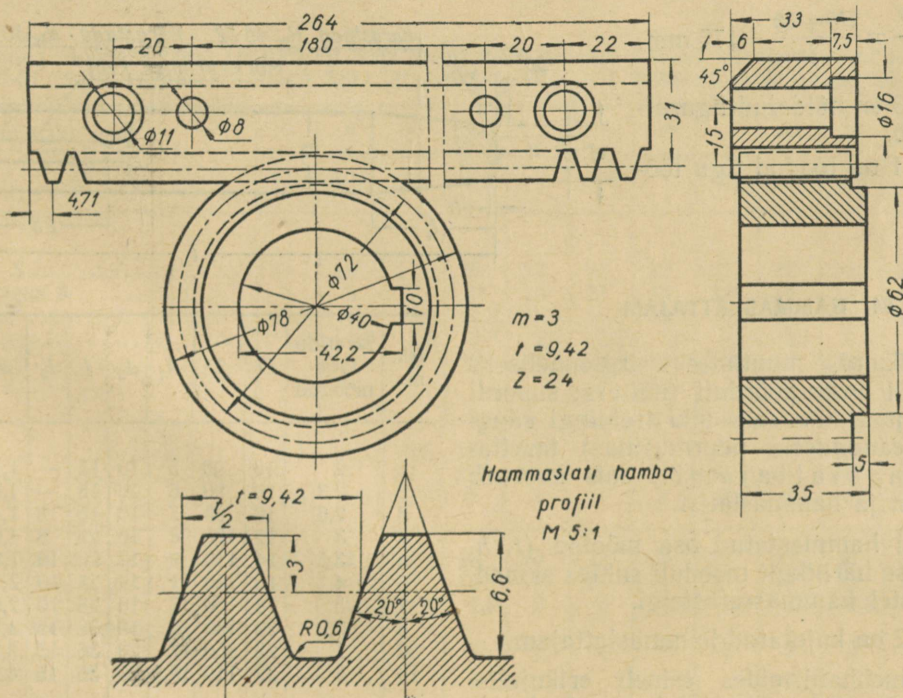 264
20
180
20
22
33
6
7,5
45°
Φ11
Φ8
31
15
Φ16
4,71
Φ72
Φ78
Φ40
10
42,2
m=3
t=9,42
Z=24
Φ62
5
35
Hammaslati hamba
profiil
M 5:1
t=9,42
t/2
3
6,6
20° 20°
R0,6